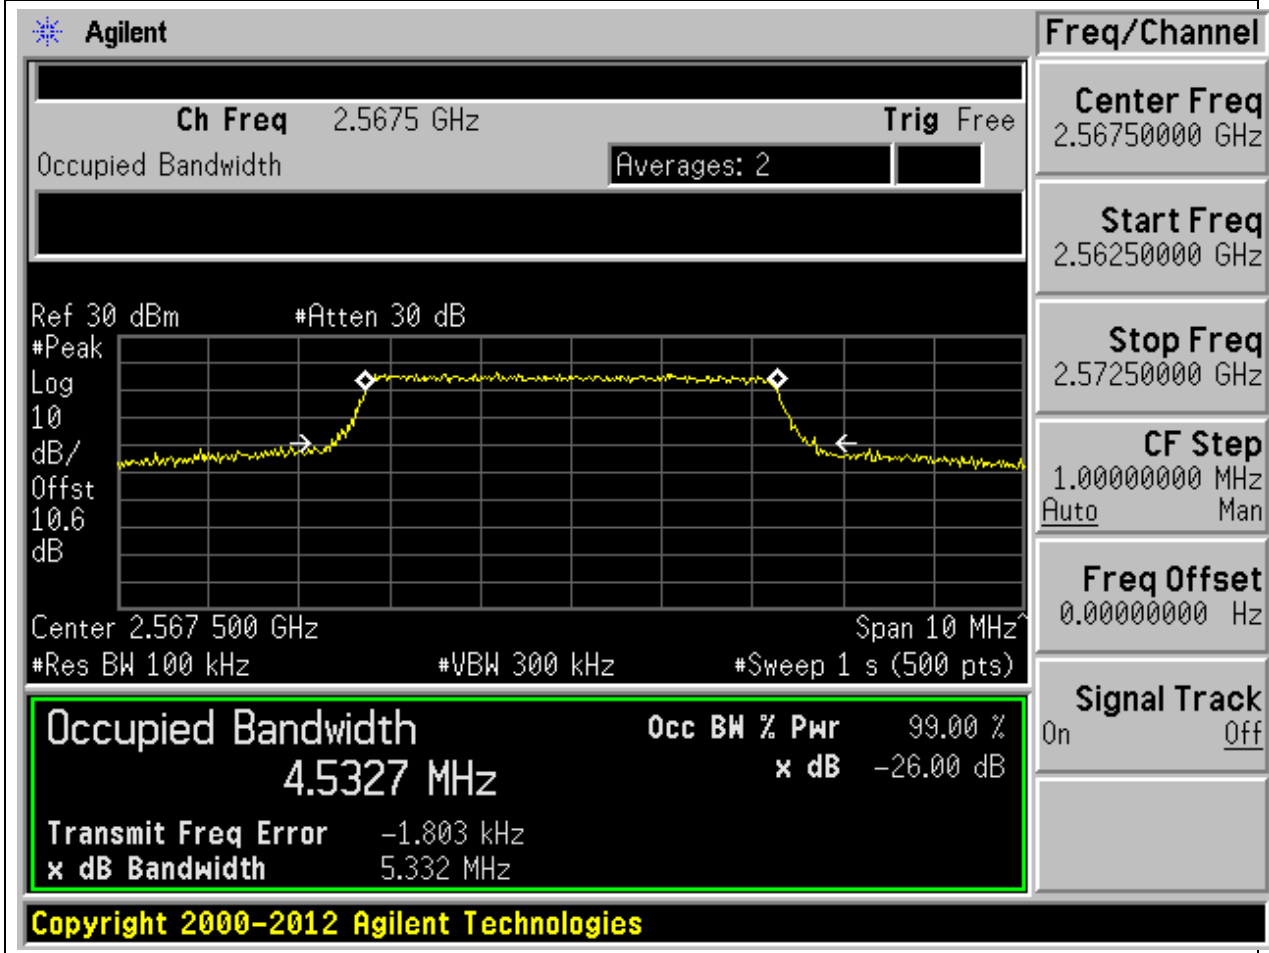 Agilent
Freq/Channel
Ch Freq 2.5675 GHz Trig Free
Occupied Bandwidth Averages: 2
Center Freq
2.56750000 GHz
Start Freq
2.56250000 GHz
Stop Freq
2.57250000 GHz
CF Step
1.00000000 MHz
Auto Man
Freq Offset
0.00000000 Hz
Signal Track
On Off
Ref 30 dBm #Atten 30 dB
#Peak
Log
10
dB/
Offst
10.6
dB
Center 2.567 500 GHz Span 10 MHz^
#Res BW 100 kHz #VBW 300 kHz #Sweep 1 s (500 pts)
Occupied Bandwidth Occ BW % Pwr 99.00 %
4.5327 MHz x dB -26.00 dB
Transmit Freq Error -1.803 kHz
x dB Bandwidth 5.332 MHz
Copyright 2000-2012 Agilent Technologies